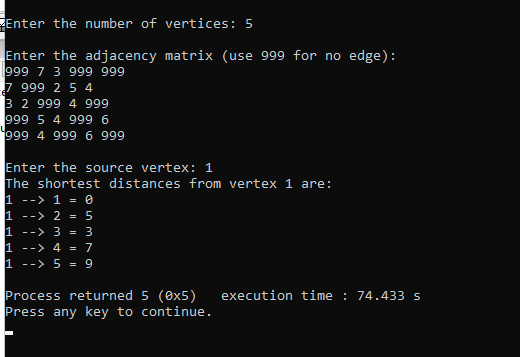 Enter the number of vertices: 5
Enter the adjacency matrix (use 999 for no edge):
999 7 3 999 999
7 999 2 5 4
3 2 999 4 999
999 5 4 999 6
999 4 999 6 999
Enter the source vertex: 1
The shortest distances from vertex 1 are:
1 --> 1 = 0
1 --> 2 = 5
1 --> 3 = 3
1 --> 4 = 7
1 --> 5 = 9
Process returned 5 (0x5)   execution time : 74.433 s
Press any key to continue.